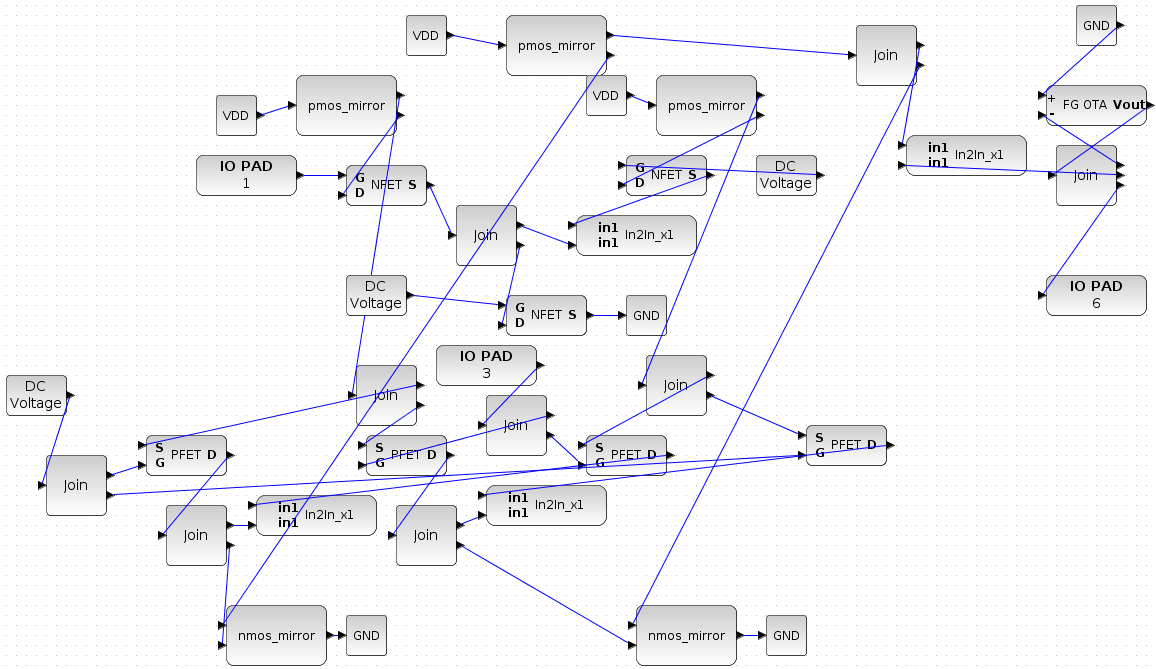 VDD
pmos_mirror
Join
GND
VDD
pmos_mirror
VDD
pmos_mirror
+
-
FG OTA Vout
IO PAD
1
G
D
NFET S
G
D
NFET S
DC
Voltage
in1
in1
In2In_x1
Join
Join
in1
in1
In2In_x1
DC
Voltage
G
D
NFET S
GND
IO PAD
6
DC
Voltage
Join
IO PAD
3
Join
Join
S
G
PFET D
S
G
PFET D
S
G
PFET D
S
G
PFET D
Join
Join
in1
in1
In2In_x1
Join
in1
in1
In2In_x1
nmos_mirror
GND
nmos_mirror
GND